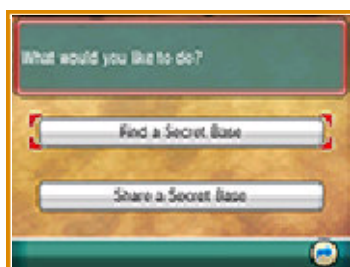 What would you like to do?
Find a Secret Base
Share a Secret Base